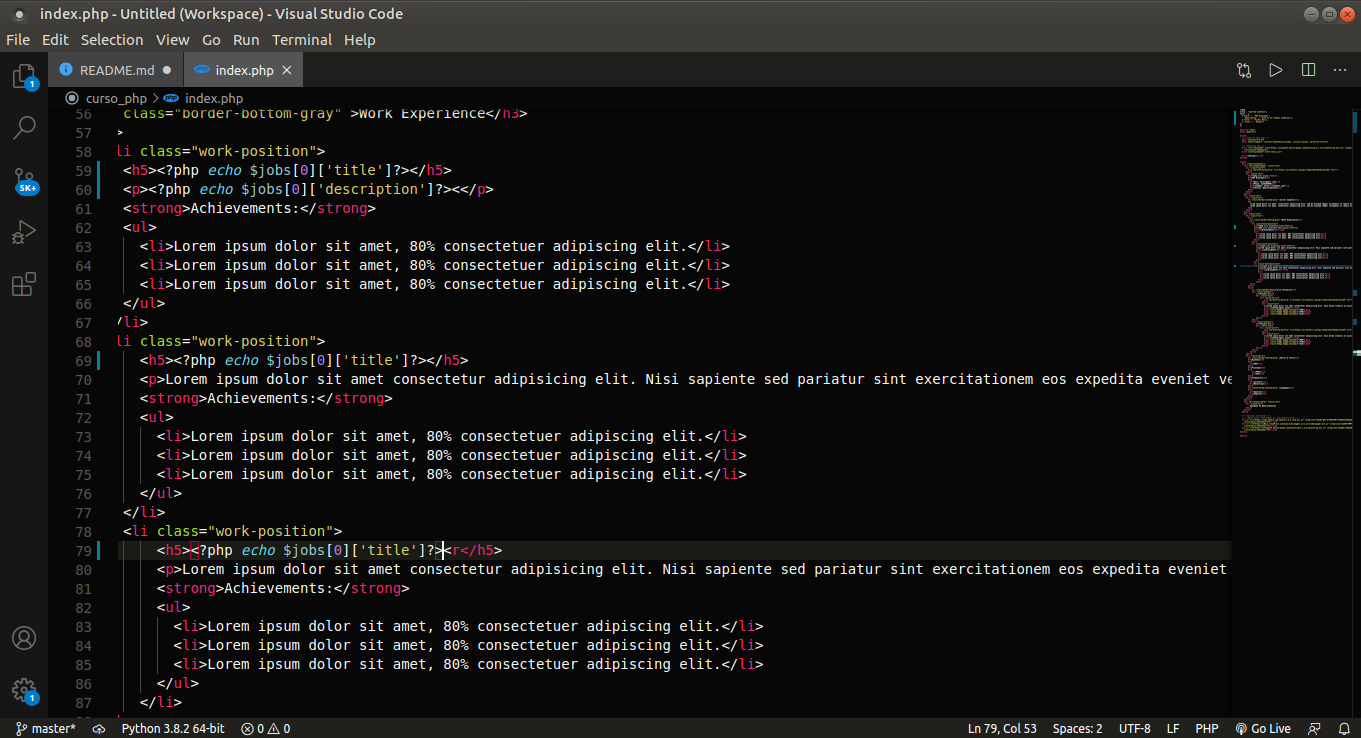 index.php - Untitled (Workspace) - Visual Studio Code
File Edit Selection View Go Run Terminal Help
README.md
php index.php
curso_php > php index.php
56 class="border-bottom-gray" >Work Experience</h3>
57 >
58 li class="work-position">
59 <h5><?php echo $jobs[0]['title']?></h5>
60 <p><?php echo $jobs[0]['description']?><</p>
61 <strong>Achievements:</strong>
62 <ul>
63 <li>Lorem ipsum dolor sit amet, 80% consectetuer adipiscing elit.</li>
64 <li>Lorem ipsum dolor sit amet, 80% consectetuer adipiscing elit.</li>
65 <li>Lorem ipsum dolor sit amet, 80% consectetuer adipiscing elit.</li>
66 </ul>
67 /li>
68 li class="work-position">
69 <h5><?php echo $jobs[0]['title']?></h5>
70 <p>Lorem ipsum dolor sit amet consectetur adipisicing elit. Nisi sapiente sed pariatur sint exercitationem eos expedita eveniet ve
71 <strong>Achievements:</strong>
72 <ul>
73 <li>Lorem ipsum dolor sit amet, 80% consectetuer adipiscing elit.</li>
74 <li>Lorem ipsum dolor sit amet, 80% consectetuer adipiscing elit.</li>
75 <li>Lorem ipsum dolor sit amet, 80% consectetuer adipiscing elit.</li>
76 </ul>
77 </li>
78 <li class="work-position">
79 <h5><?php echo $jobs[0]['title']?><r</h5>
80 <p>Lorem ipsum dolor sit amet consectetur adipisicing elit. Nisi sapiente sed pariatur sint exercitationem eos expedita eveniet
81 <strong>Achievements:</strong>
82 <ul>
83 <li>Lorem ipsum dolor sit amet, 80% consectetuer adipiscing elit.</li>
84 <li>Lorem ipsum dolor sit amet, 80% consectetuer adipiscing elit.</li>
85 <li>Lorem ipsum dolor sit amet, 80% consectetuer adipiscing elit.</li>
86 </ul>
87 </li>
1
5K+
1
master* Python 3.8.2 64-bit 0 0 Ln 79, Col 53 Spaces: 2 UTF-8 LF PHP Go Live